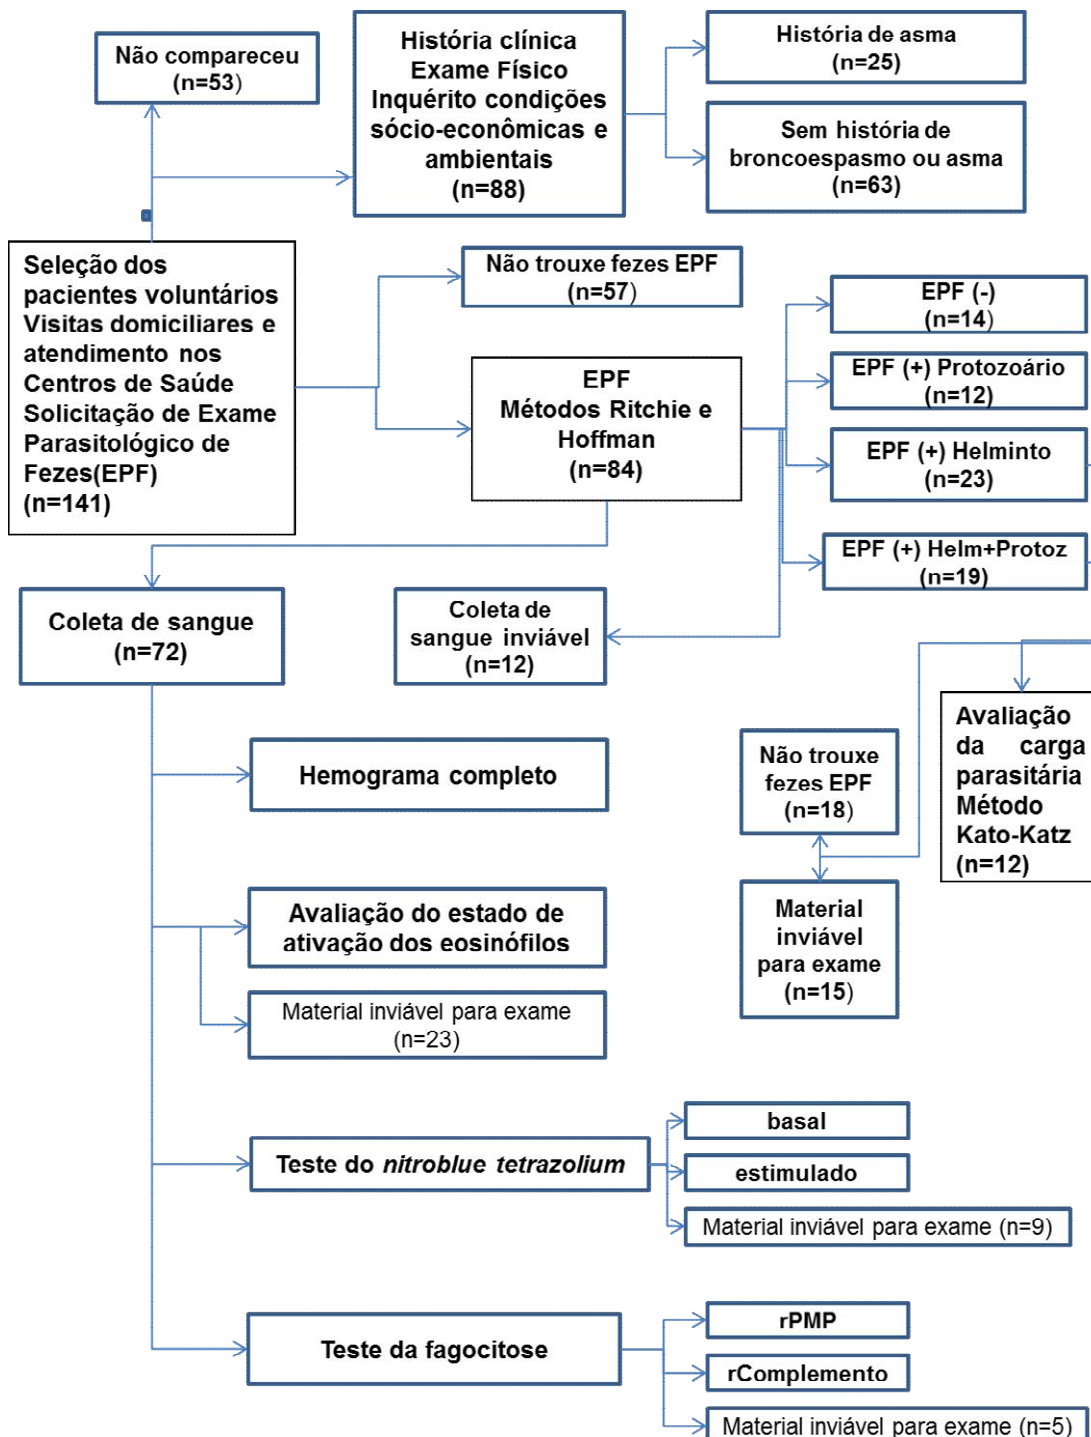 Não compareceu
(n=53)
História clínica
Exame Físico
Inquérito condições
sócio-econômicas e
ambientais
(n=88)
História de asma
(n=25)
Sem história de
broncoespasmo ou asma
(n=63)
Seleção dos
pacientes voluntários
Visitas domiciliares e
atendimento nos
Centros de Saúde
Solicitação de Exame
Parasitológico de
Fezes(EPF)
(n=141)
Não trouxe fezes EPF
(n=57)
EPF
Métodos Ritchie e
Hoffman
(n=84)
EPF (-)
(n=14)
EPF (+) Protozoário
(n=12)
EPF (+) Helminto
(n=23)
EPF (+) Helm+Protoz
(n=19)
Coleta de sangue
(n=72)
Coleta de
sangue inviável
(n=12)
Avaliação
da carga
parasitária
Método
Kato-Katz
(n=12)
Não trouxe
fezes EPF
(n=18)
Material
inviável
para exame
(n=15)
Hemograma completo
Avaliação do estado de
ativação dos eosinófilos
Material inviável para exame
(n=23)
Teste do nitroblue tetrazolium
basal
estimulado
Material inviável para exame (n=9)
Teste da fagocitose
rPMP
rComplemento
Material inviável para exame (n=5)